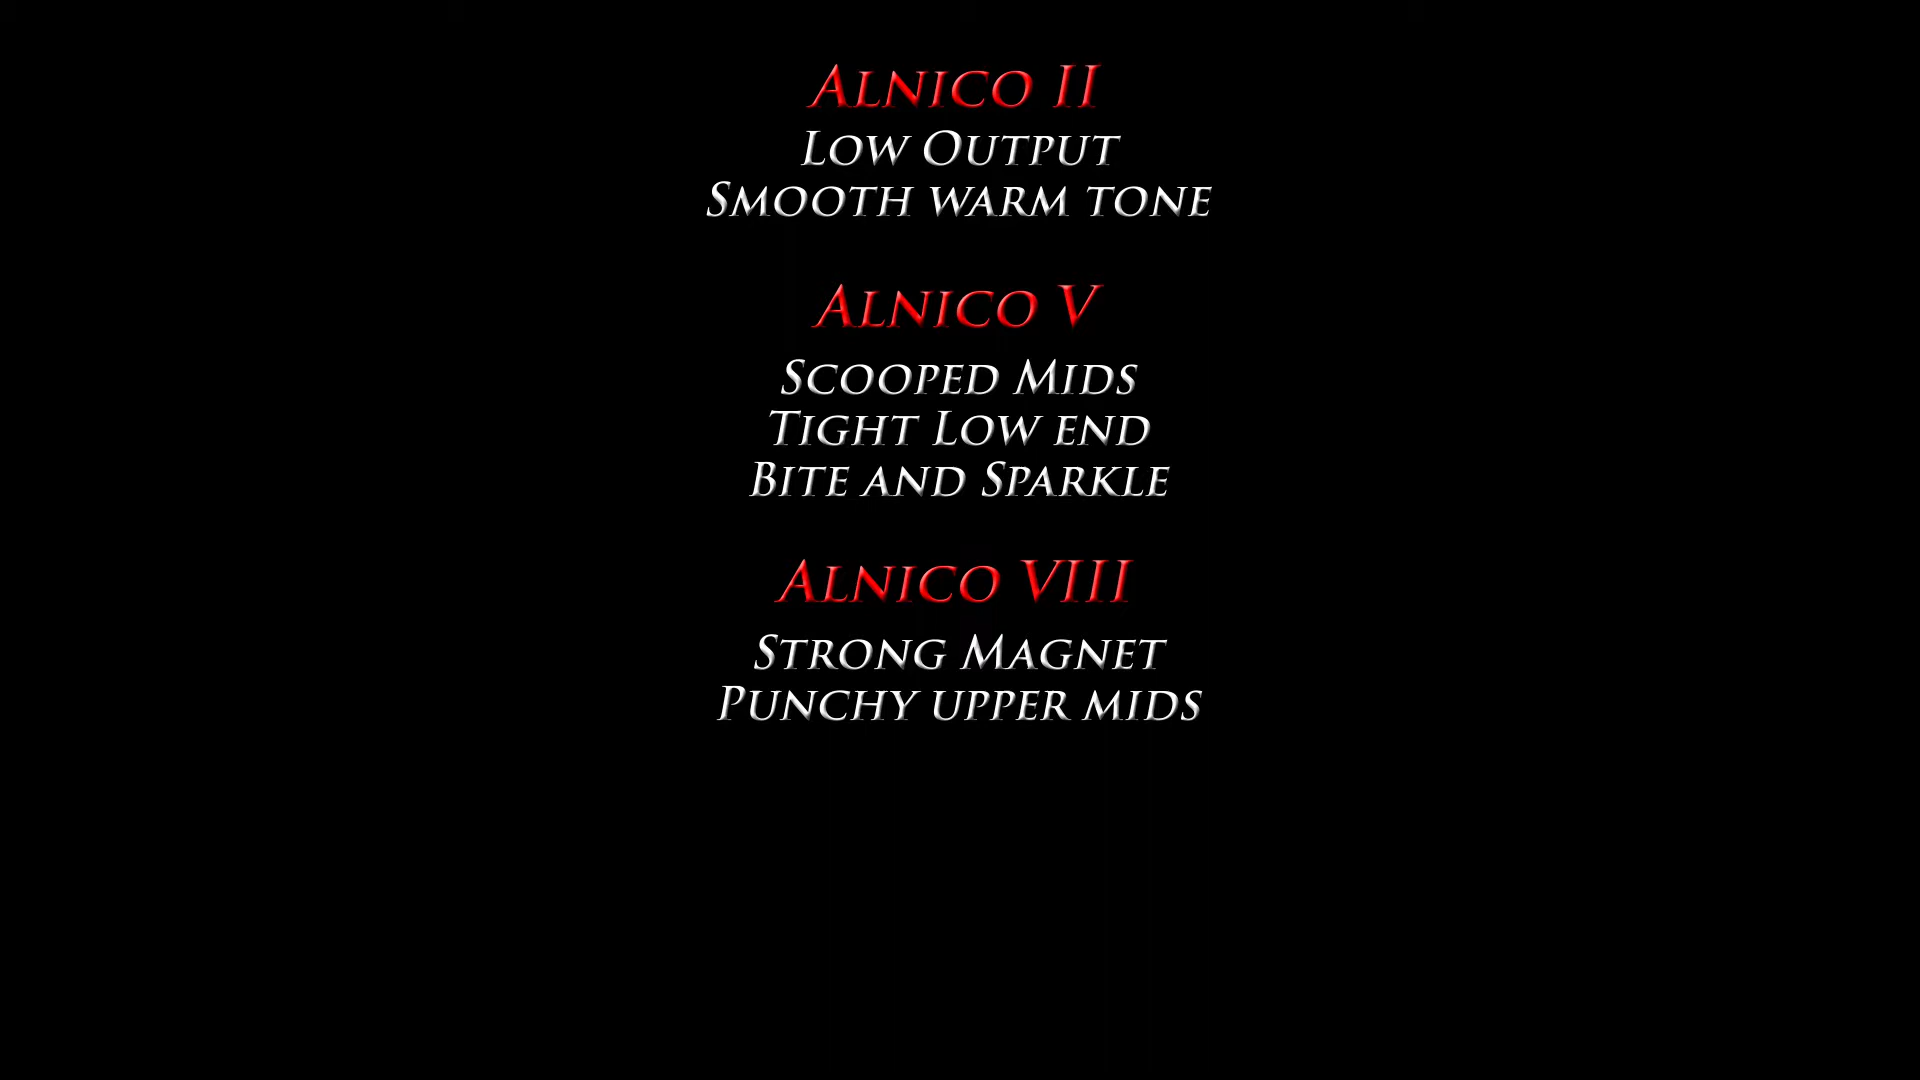 Alnico II
Low Output
Smooth warm tone
Alnico V
Scooped Mids
Tight Low end
Bite and Sparkle
Alnico VIII
Strong Magnet
Punchy upper mids